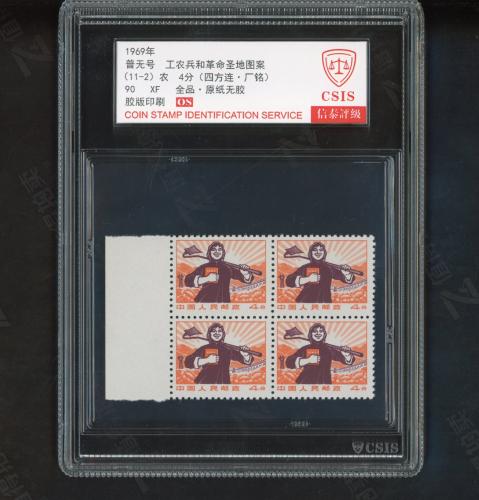 1969年
普无号 工农兵和革命圣地图案
(11-2) 农 4分 (四方连·厂铭)
90 XF 全品·原纸无胶
胶版印刷 OS
COIN STAMP IDENTIFICATION SERVICE
CSIS
信泰評級
中国人民邮政 4分
中国人民邮政 4分
中国人民邮政 4分
中国人民邮政 4分
CSIS